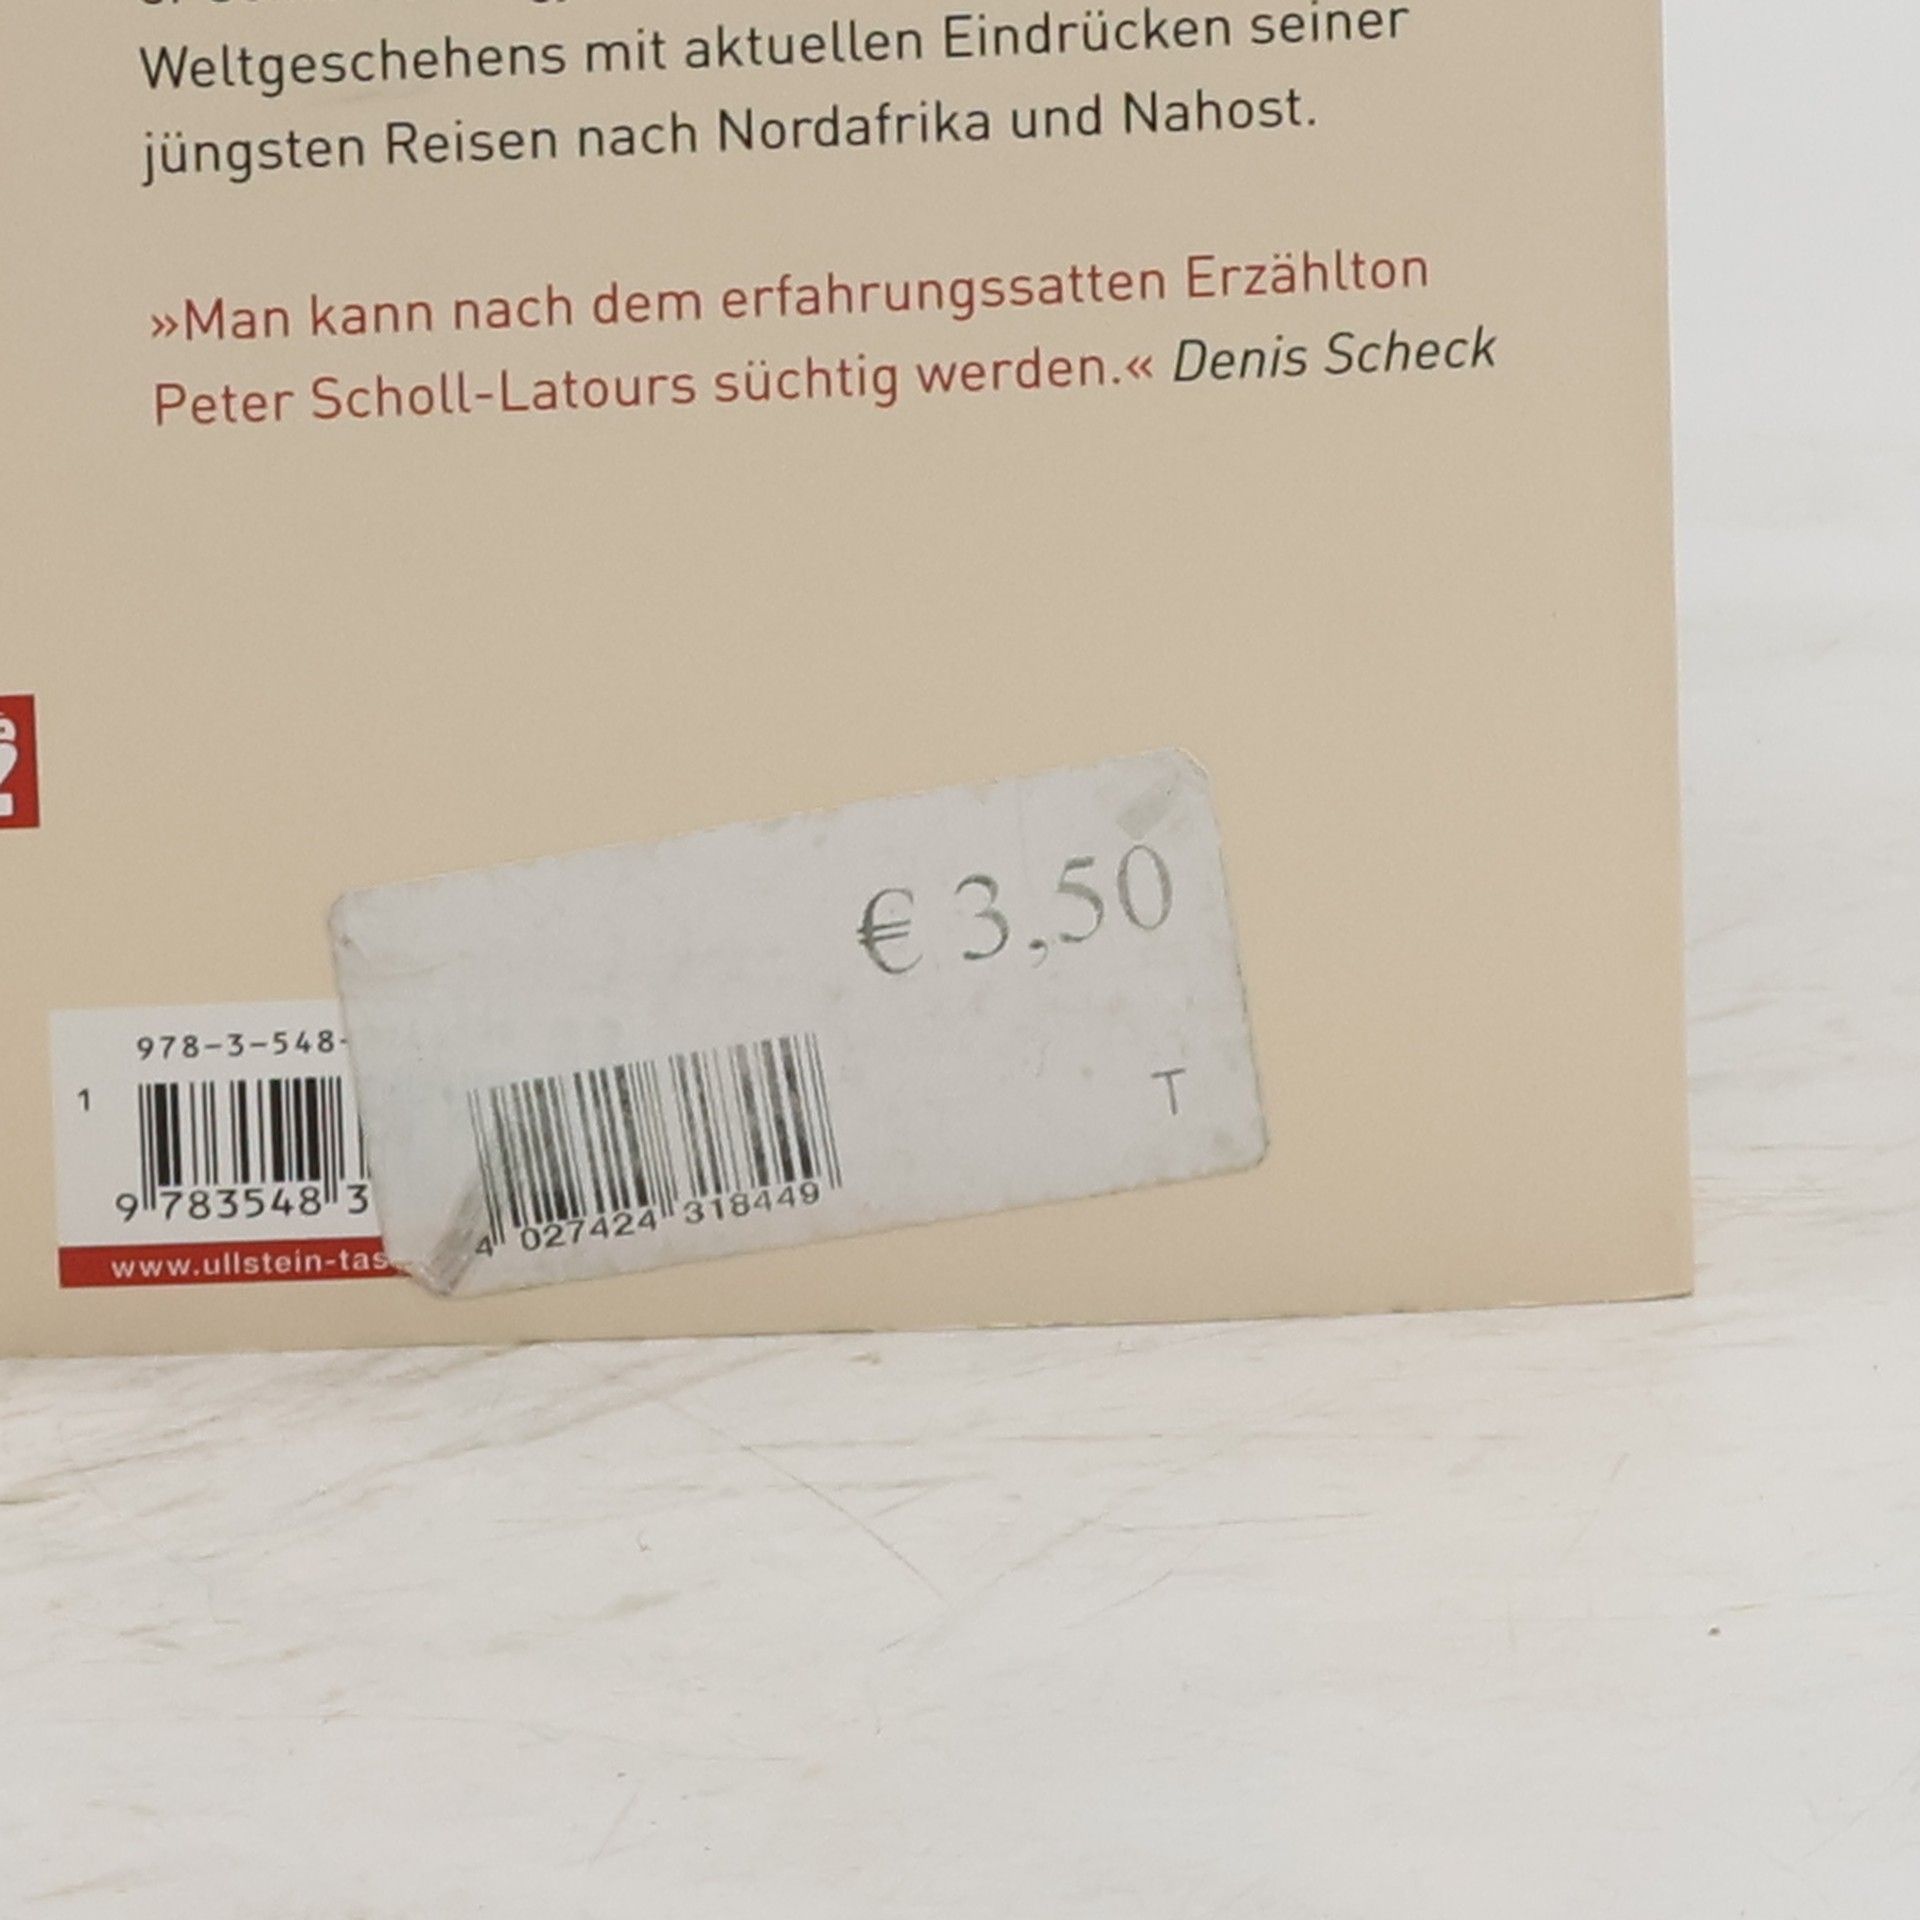 Weltgeschehens mit aktuellen Eindrücken seiner
jüngsten Reisen nach Nordafrika und Nahost.
»Man kann nach dem erfahrungssatten Erzählton
Peter Scholl-Latours süchtig werden.« Denis Scheck
€ 3,50
T
4 027424 318449
978-3-548-
1
9 783548 3
www.ullstein-tas